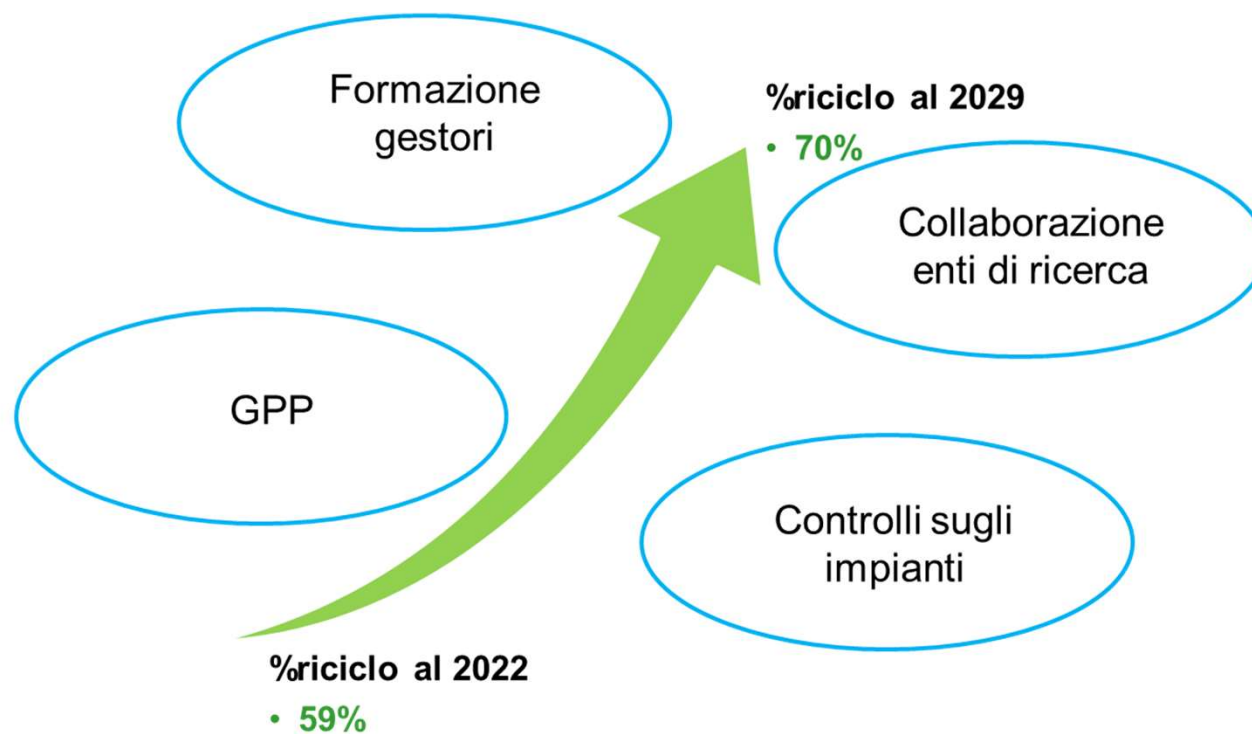 Formazione
gestori
%riciclo al 2029
• 70%
Collaborazione
enti di ricerca
GPP
Controlli sugli
impianti
%riciclo al 2022
• 59%